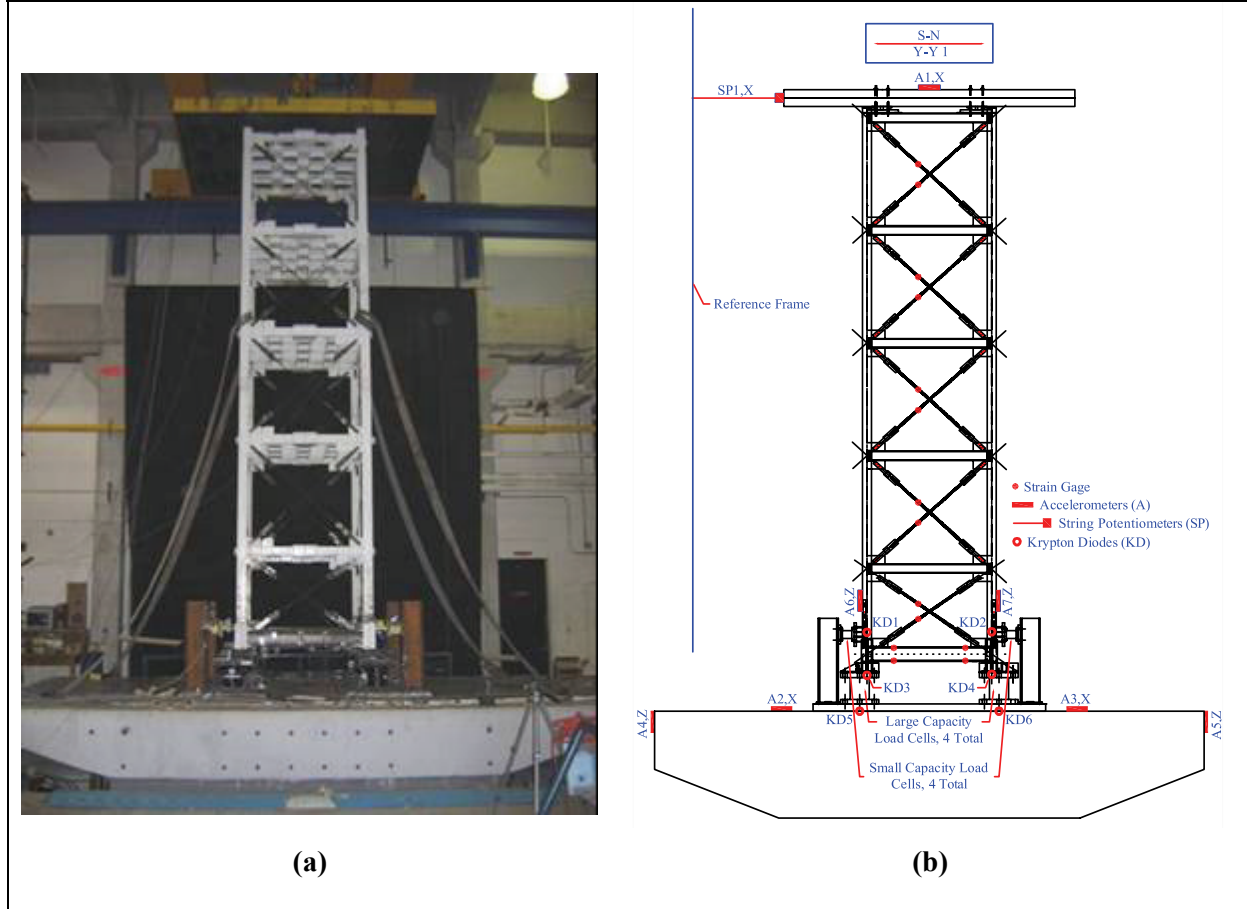 S-N
Y-Y 1
A1,X
SP1,X
Reference Frame
Strain Gage
Accelerometers (A)
String Potentiometers (SP)
Krypton Diodes (KD)
A6,Z
A7,Z
KD1
KD2
KD3
KD4
A2,X
A3,X
KD5
KD6
A4,Z
A5,Z
Large Capacity
Load Cells, 4 Total
Small Capacity Load
Cells, 4 Total
(a)
(b)